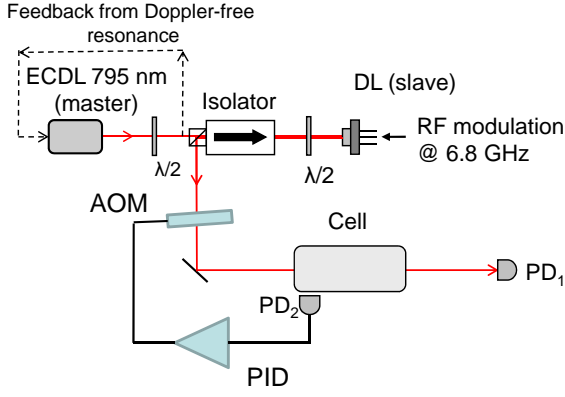 Feedback from Doppler-free
resonance
ECDL 795 nm
(master)
Isolator
DL (slave)
RF modulation
@ 6.8 GHz
λ/2
λ/2
AOM
Cell
PD₁
PD₂
PID